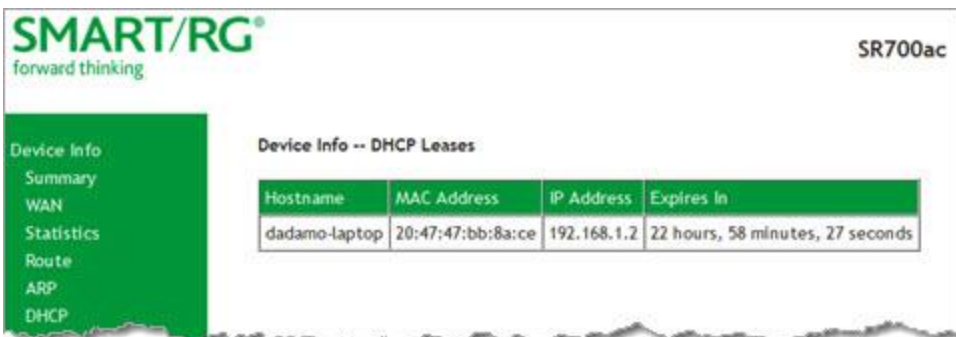 SMART/RG®
forward thinking
SR700ac
Device Info
Summary
WAN
Statistics
Route
ARP
DHCP
Device Info -- DHCP Leases
Hostname MAC Address IP Address Expires In
dadamo-laptop 20:47:47:bb:8a:ce 192.168.1.2 22 hours, 58 minutes, 27 seconds